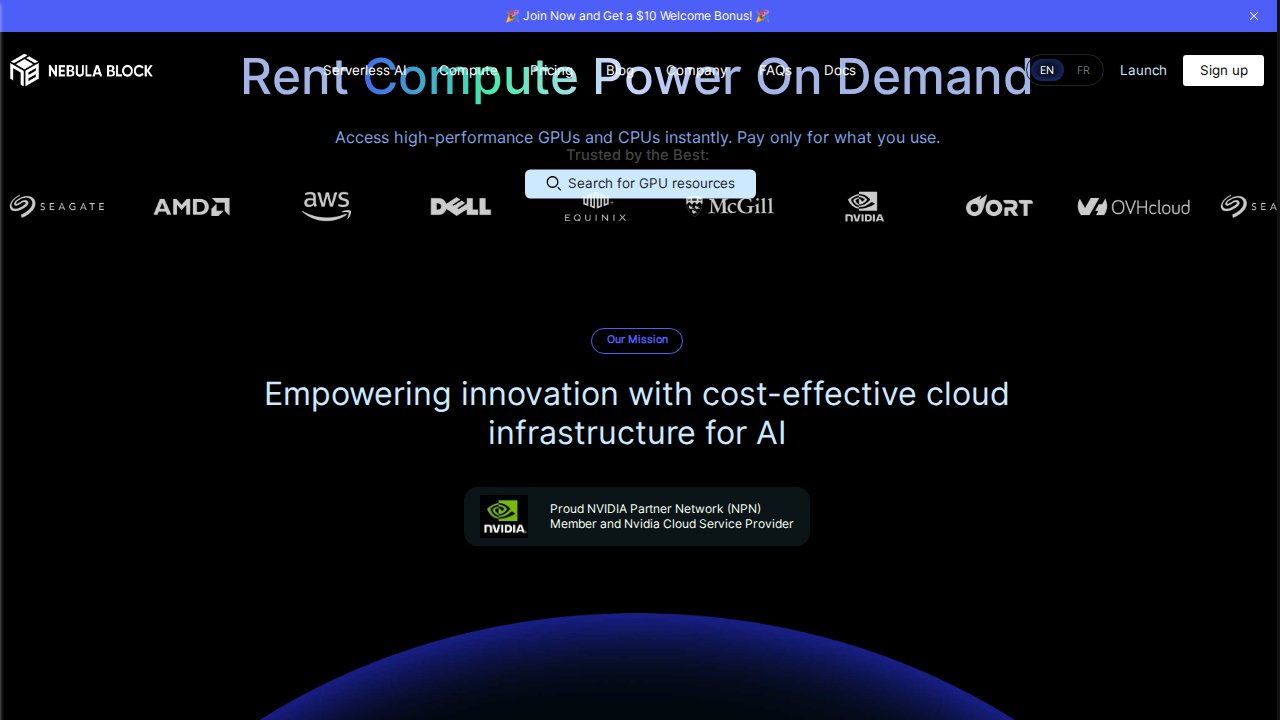 🎉 Join Now and Get a $10 Welcome Bonus! 🎉
NEBULA BLOCK
Serverless AI
Compute
Pricing
Blog
Company
FAQs
Docs
EN
FR
Launch
Sign up
Rent Compute Power On Demand
Access high-performance GPUs and CPUs instantly. Pay only for what you use.
Trusted by the Best:
Search for GPU resources
SEAGATE
AMD
aws
DELL
EQUINIX
McGill
NVIDIA
OORT
OVHcloud
SEA
Our Mission
Empowering innovation with cost-effective cloud
infrastructure for AI
NVIDIA.
Proud NVIDIA Partner Network (NPN)
Member and Nvidia Cloud Service Provider